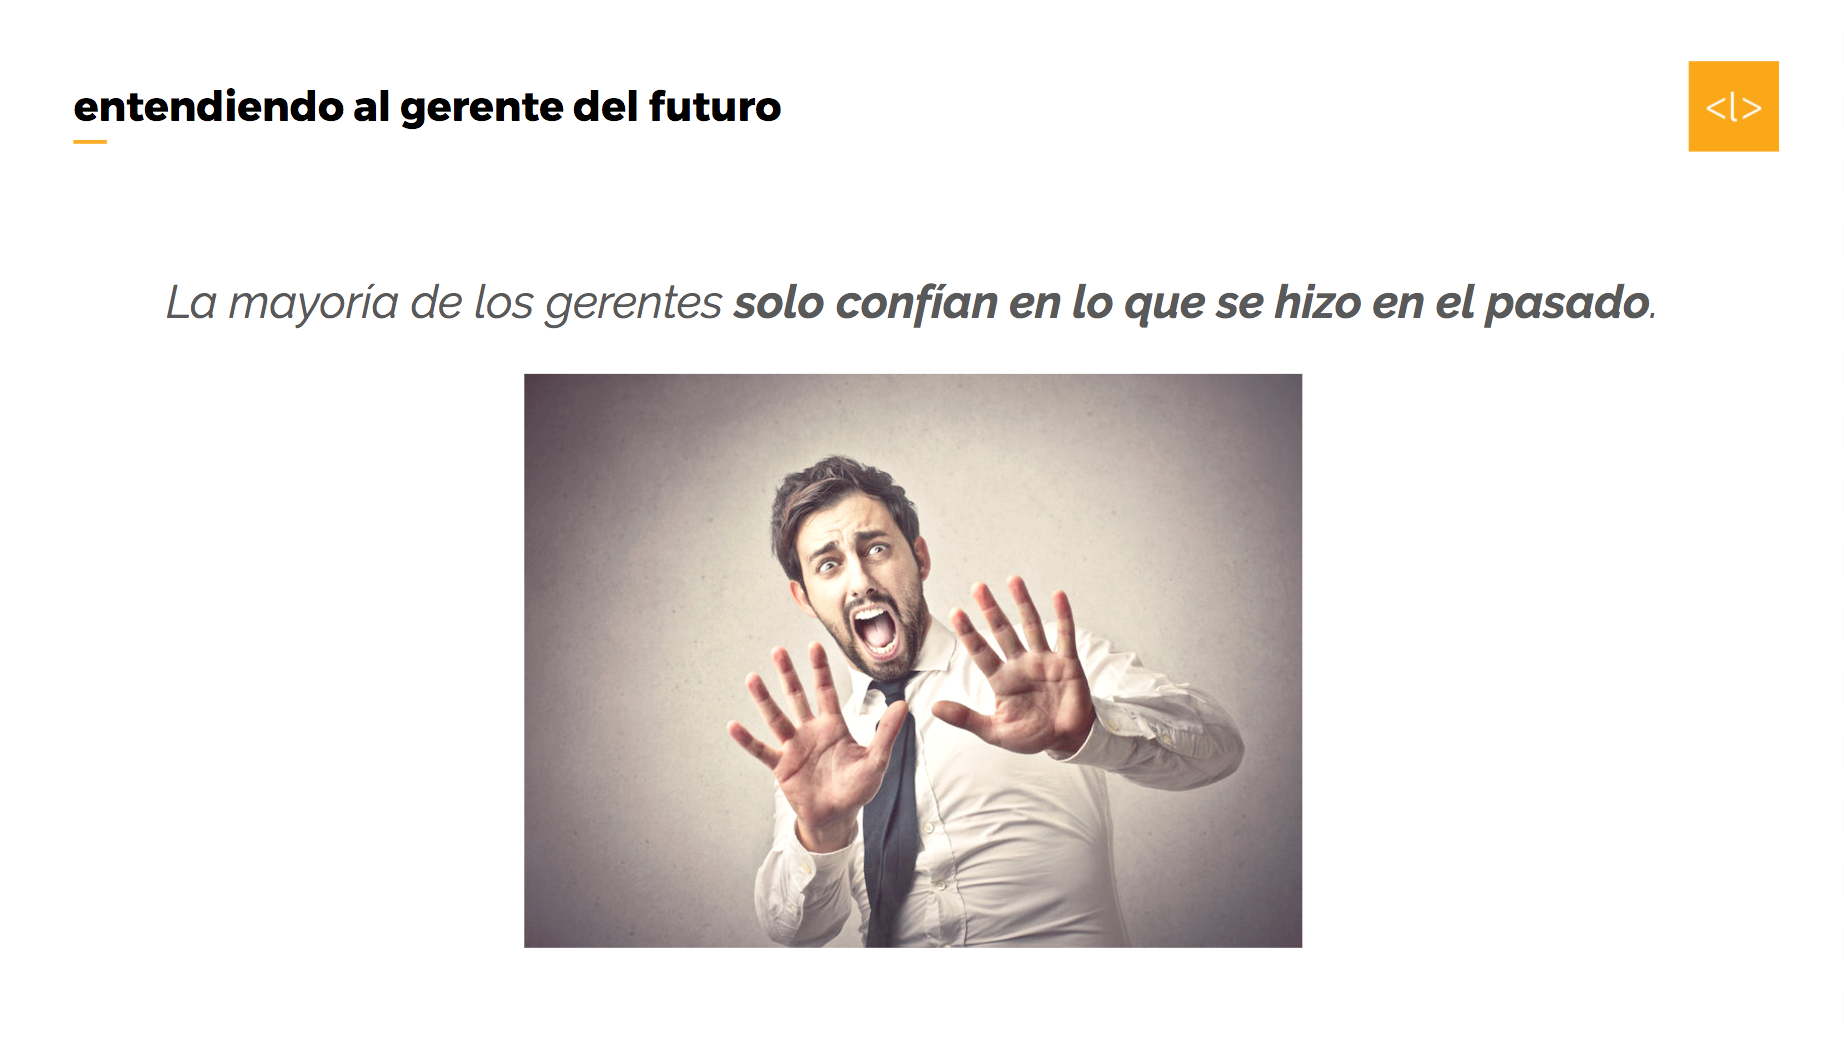 entendiendo al gerente del futuro
<l>
La mayoría de los gerentes solo confían en lo que se hizo en el pasado.